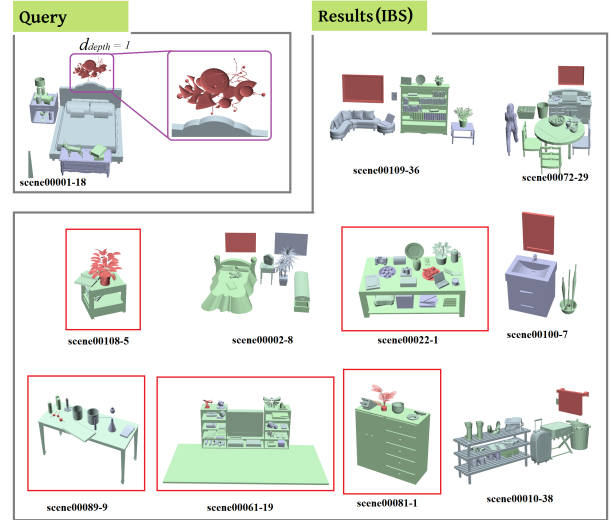 Query
Results (IBS)
d depth = 1
scene00001-18
scene00109-36
scene00072-29
scene00108-5
scene00002-8
scene00022-1
scene00100-7
scene00089-9
scene00061-19
scene00081-1
scene00010-38